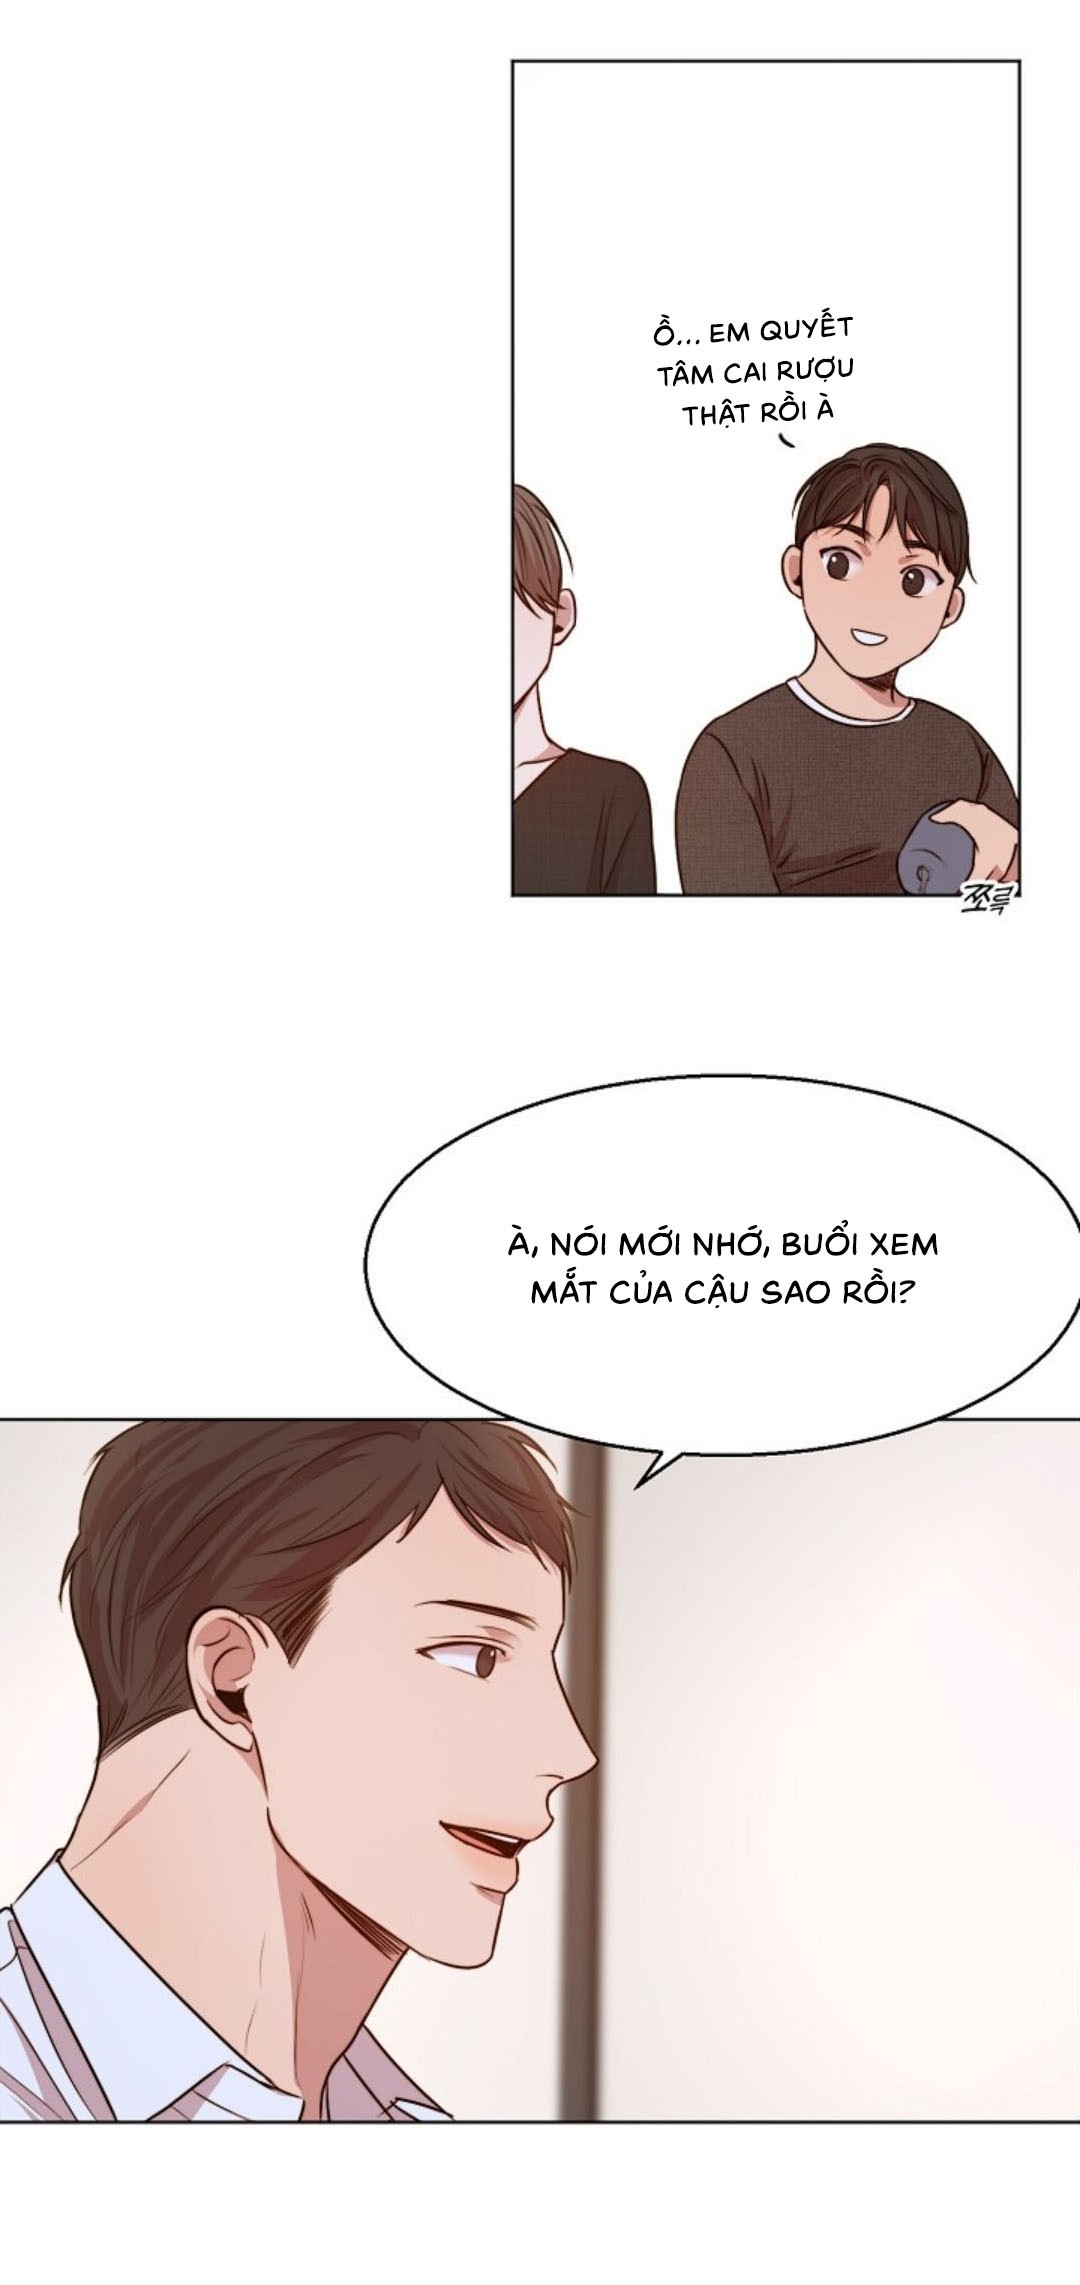 Ồ... EM QUYẾT
TÂM CAI RƯỢU
THẬT RỒI À
쪼륵
À, NÓI MỚI NHỚ, BUỔI XEM
MẮT CỦA CẬU SAO RỒI?